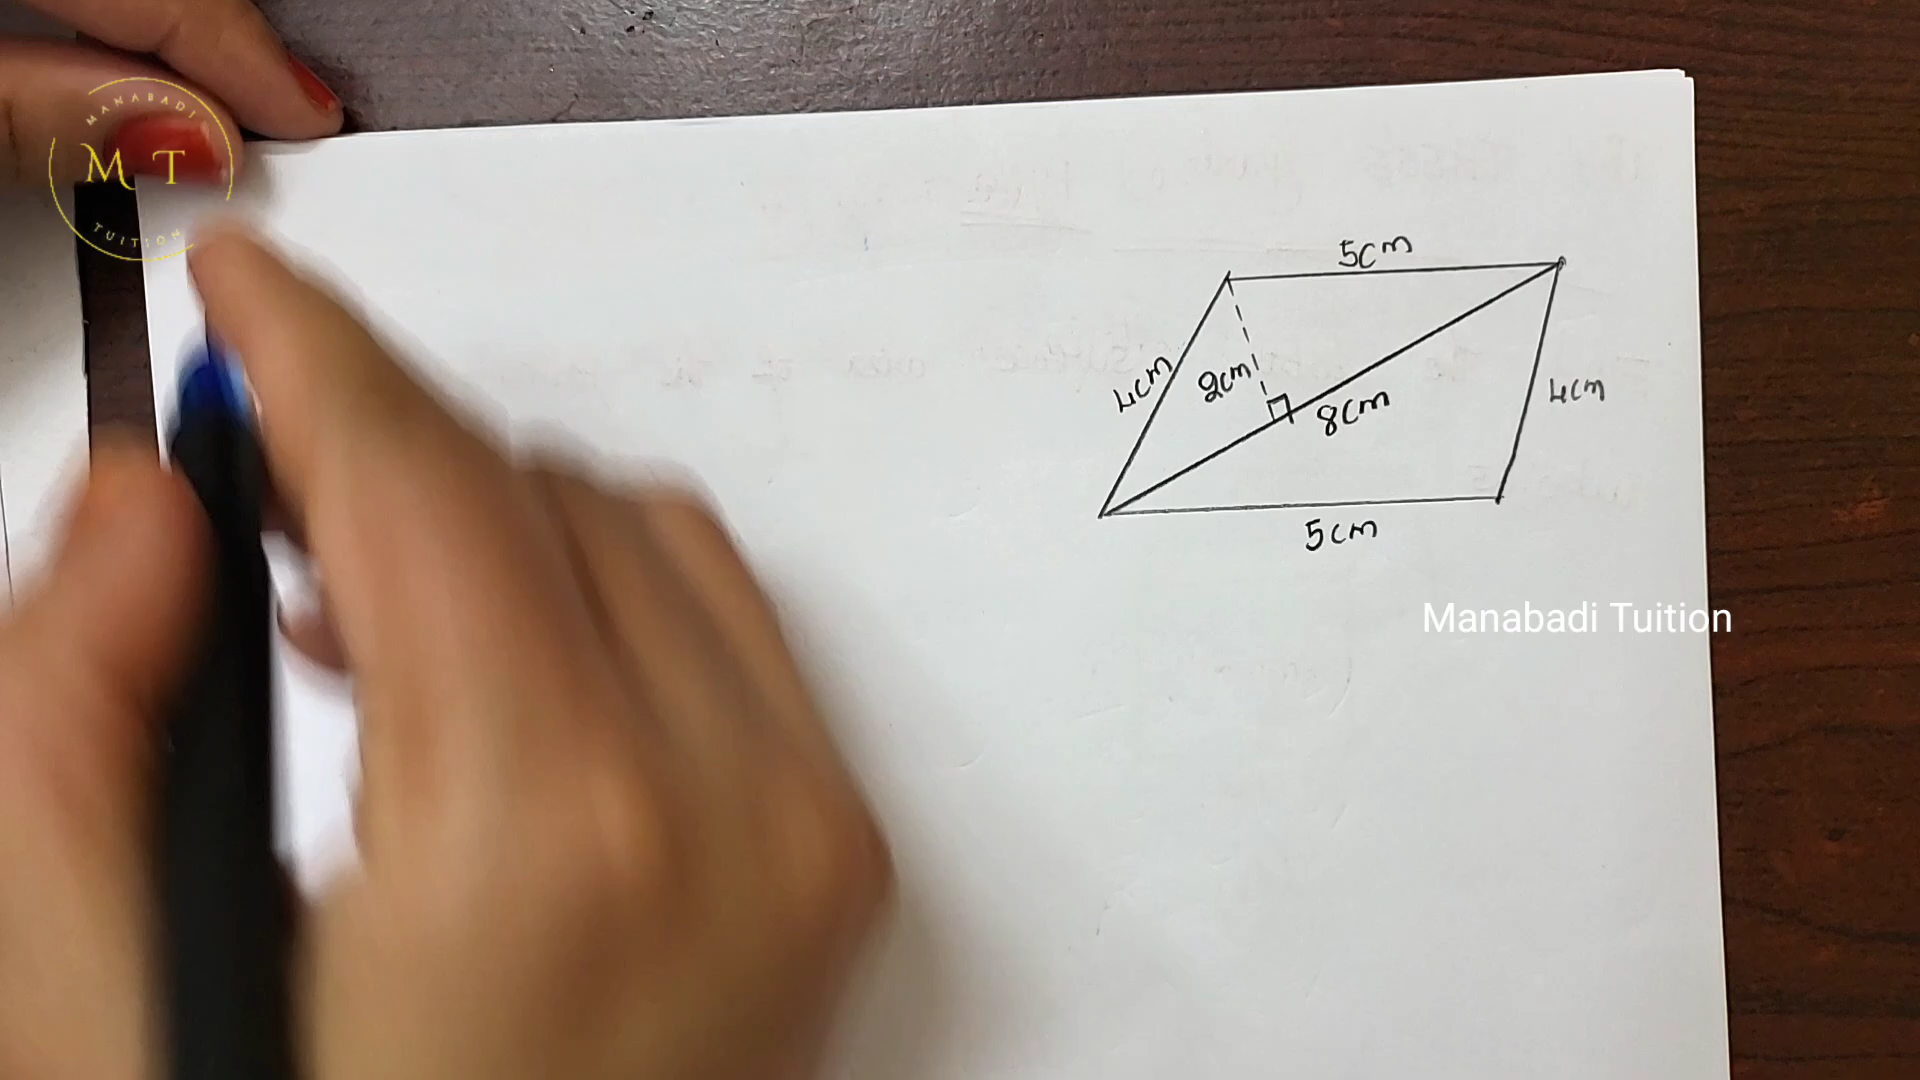 MANABADI
M T
TUITION
5cm
4cm
2cm
8cm
4cm
5cm
Manabadi Tuition